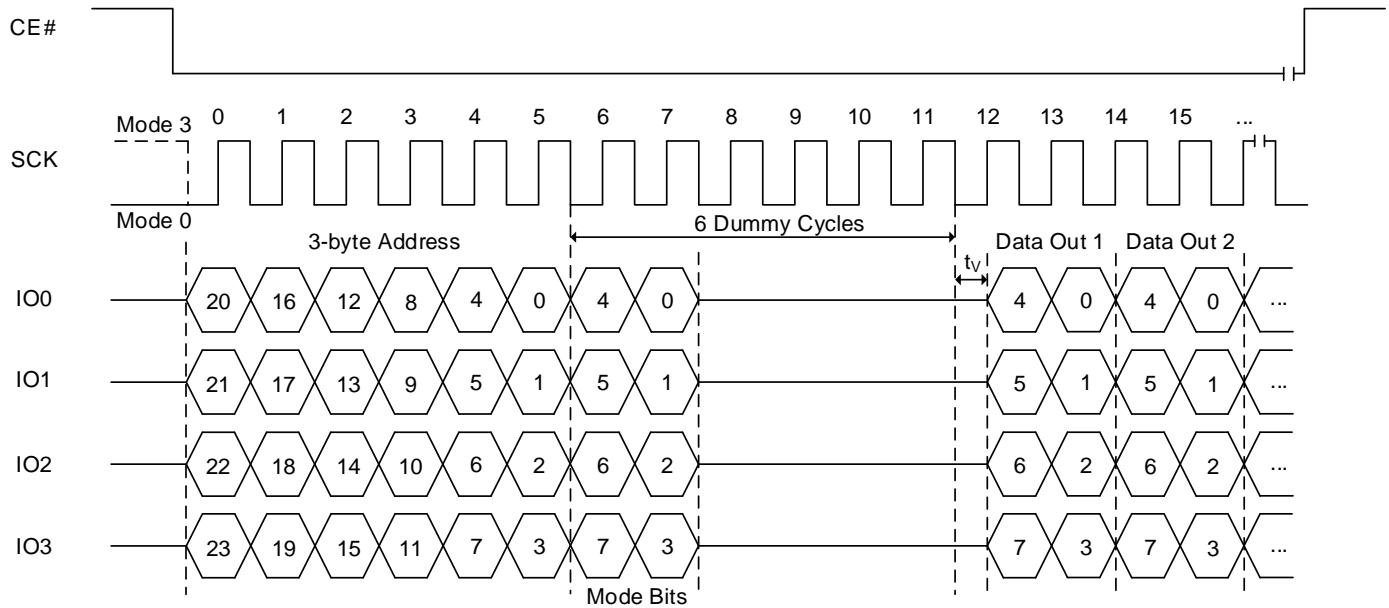 CE#
Mode 3 0 1 2 3 4 5 6 7 8 9 10 11 12 13 14 15 ...
SCK
Mode 0
6 Dummy Cycles
3-byte Address Data Out 1 Data Out 2
tV
IO0 20 16 12 8 4 0 4 0 4 0 4 0 ...
IO1 21 17 13 9 5 1 5 1 5 1 5 1 ...
IO2 22 18 14 10 6 2 6 2 6 2 6 2 ...
IO3 23 19 15 11 7 3 7 3 7 3 7 3 ...
Mode Bits